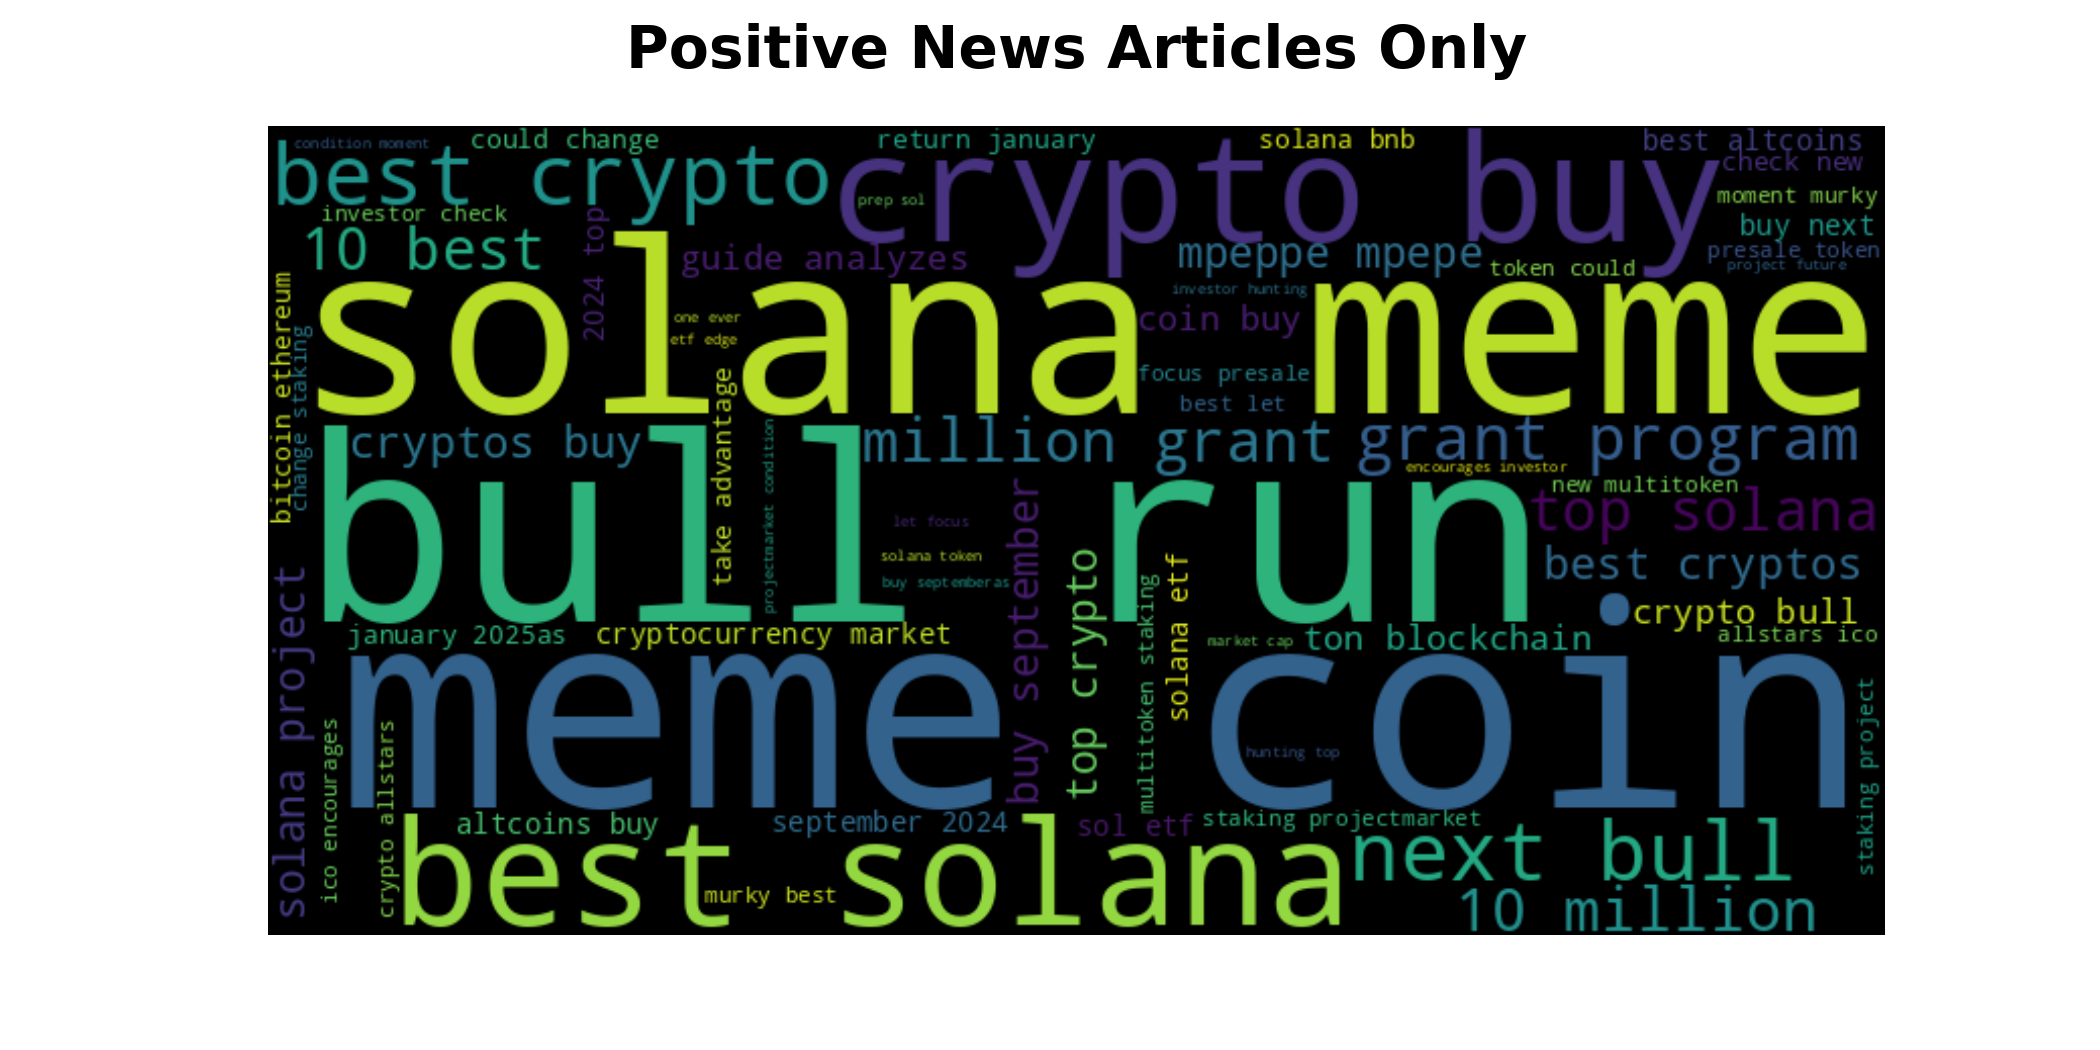 Positive News Articles Only
condition moment
could change
return january
solana bnb
best altcoins
best crypto
crypto buy
check new
prep sol
moment murky
investor check
2024 top
buy next
10 best
guide analyzes
mpeppe mpepe
presale token
token could
project future
solana meme
investor hunting
bitcoin ethereum
change staking
one ever
etf edge
coin buy
take advantage
focus presale
best let
bull run
cryptos buy
projectmarket condition
million grant
grant program
encourages investor
new multitoken
top solana
let focus
solana token
buy septemberas
buy september
top crypto
multitoken staking
solana etf
best cryptos
crypto bull
solana project
january 2025as
cryptocurrency market
market cap
ton blockchain
allstars ico
meme coin
hunting top
staking project
ico encourages
crypto allstars
altcoins buy
september 2024
sol etf
staking projectmarket
best solana
next bull
murky best
10 million